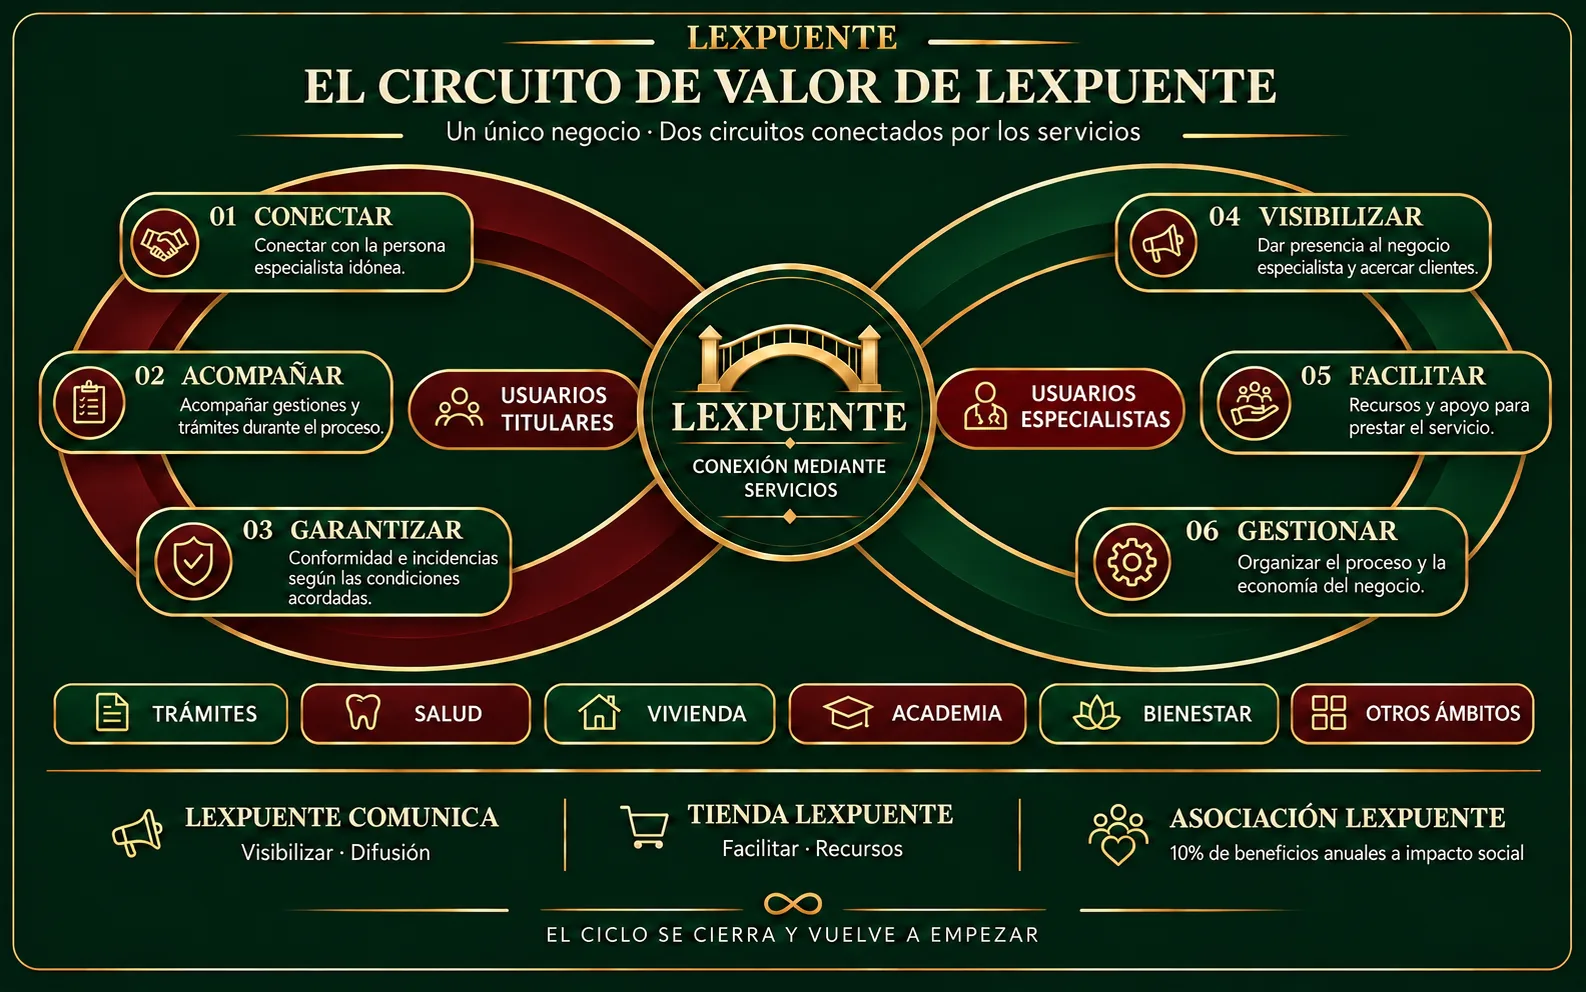 LEXPUENTE
EL CIRCUITO DE VALOR DE LEXPUENTE
Un único negocio · Dos circuitos conectados por los servicios
01 CONECTAR
Conectar con la persona
especialista idónea.
02 ACOMPAÑAR
Acompañar gestiones y
trámites durante el proceso.
03 GARANTIZAR
Conformidad e incidencias
según las condiciones
acordadas.
USUARIOS
TITULARES
LEXPUENTE
CONEXIÓN MEDIANTE
SERVICIOS
USUARIOS
ESPECIALISTAS
04 VISIBILIZAR
Dar presencia al negocio
especialista y acercar clientes.
05 FACILITAR
Recursos y apoyo para
prestar el servicio.
06 GESTIONAR
Organizar el proceso y la
economía del negocio.
TRÁMITES
SALUD
VIVIENDA
ACADEMIA
BIENESTAR
OTROS ÁMBITOS
LEXPUENTE COMUNICA
Visibilizar · Difusión
TIENDA LEXPUENTE
Facilitar · Recursos
ASOCIACIÓN LEXPUENTE
10% de beneficios anuales a impacto social
EL CICLO SE CIERRA Y VUELVE A EMPEZAR